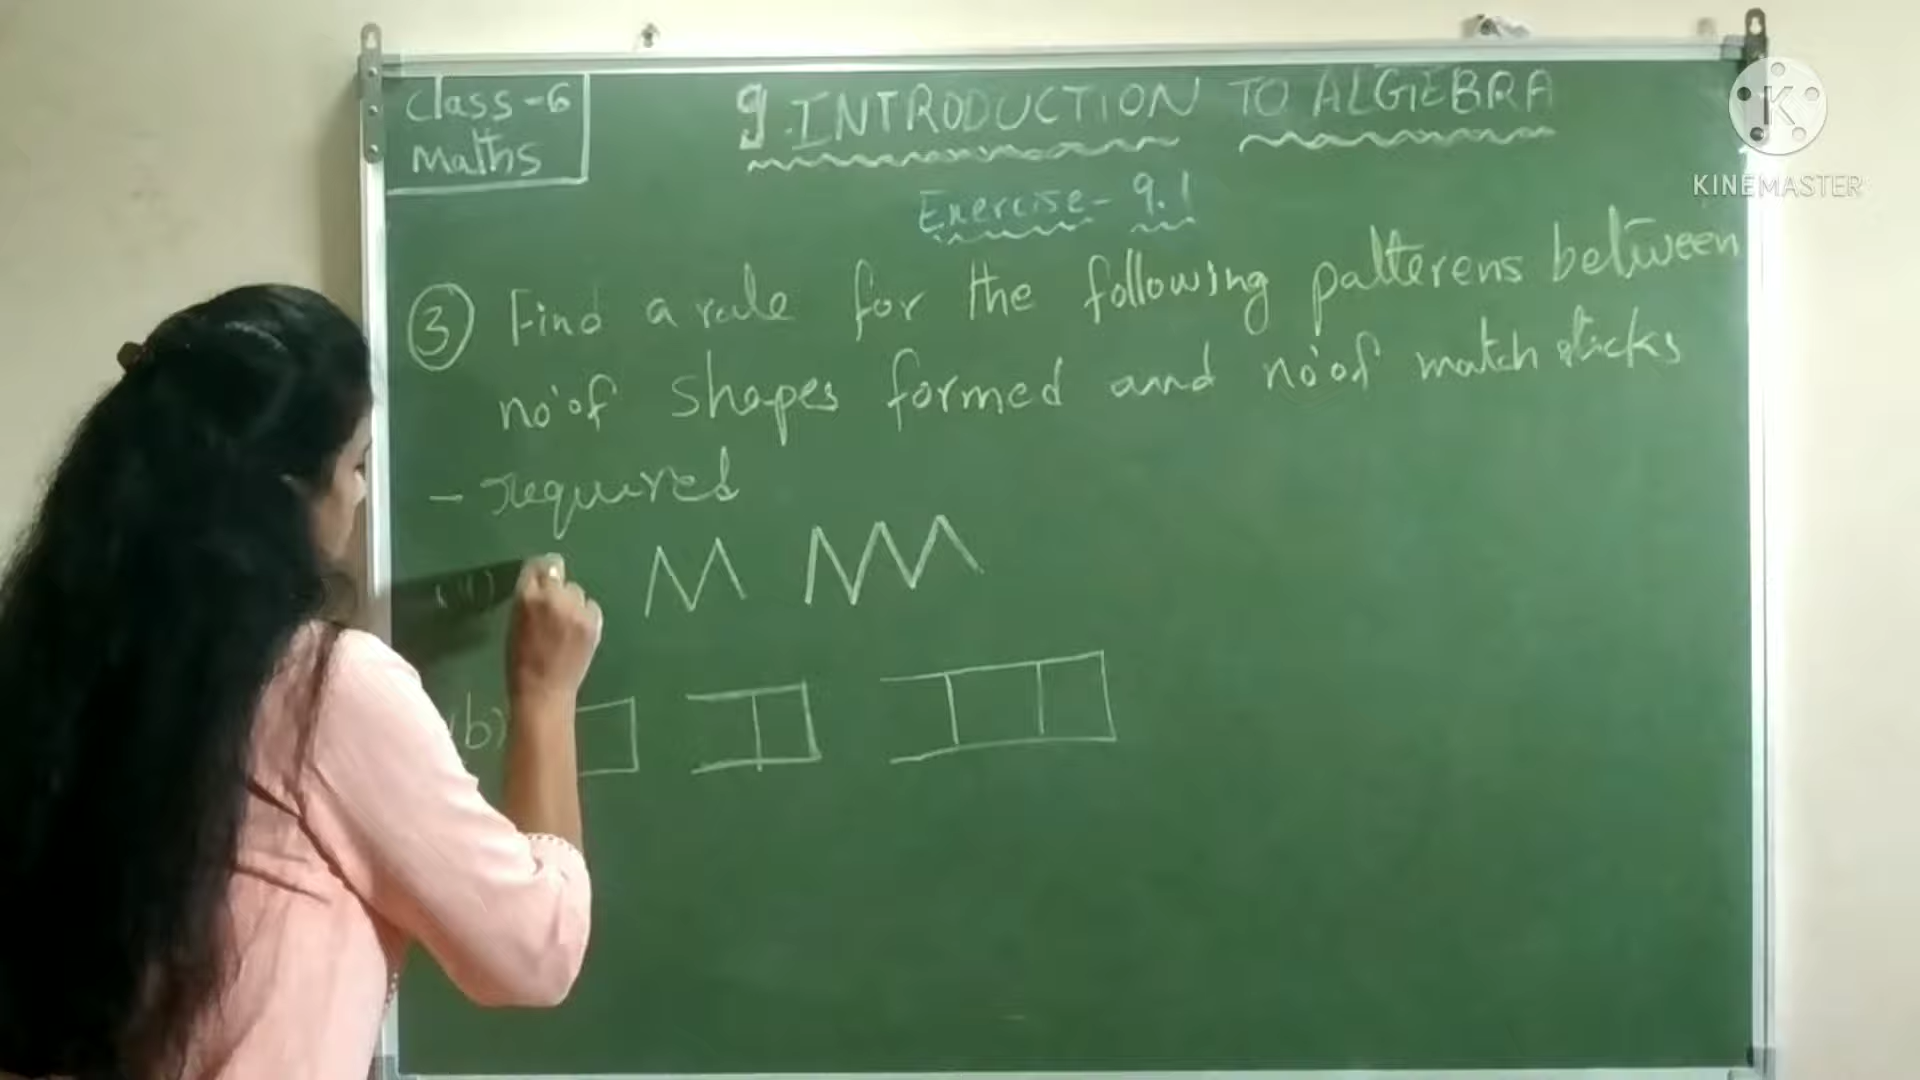 Class-6
Maths
9.INTRODUCTION TO ALGEBRA
Exercise-9.1
3 Find a rule for the following patterens between
no'of shapes formed and no'of match sticks
- required
(b)
KINEMASTER